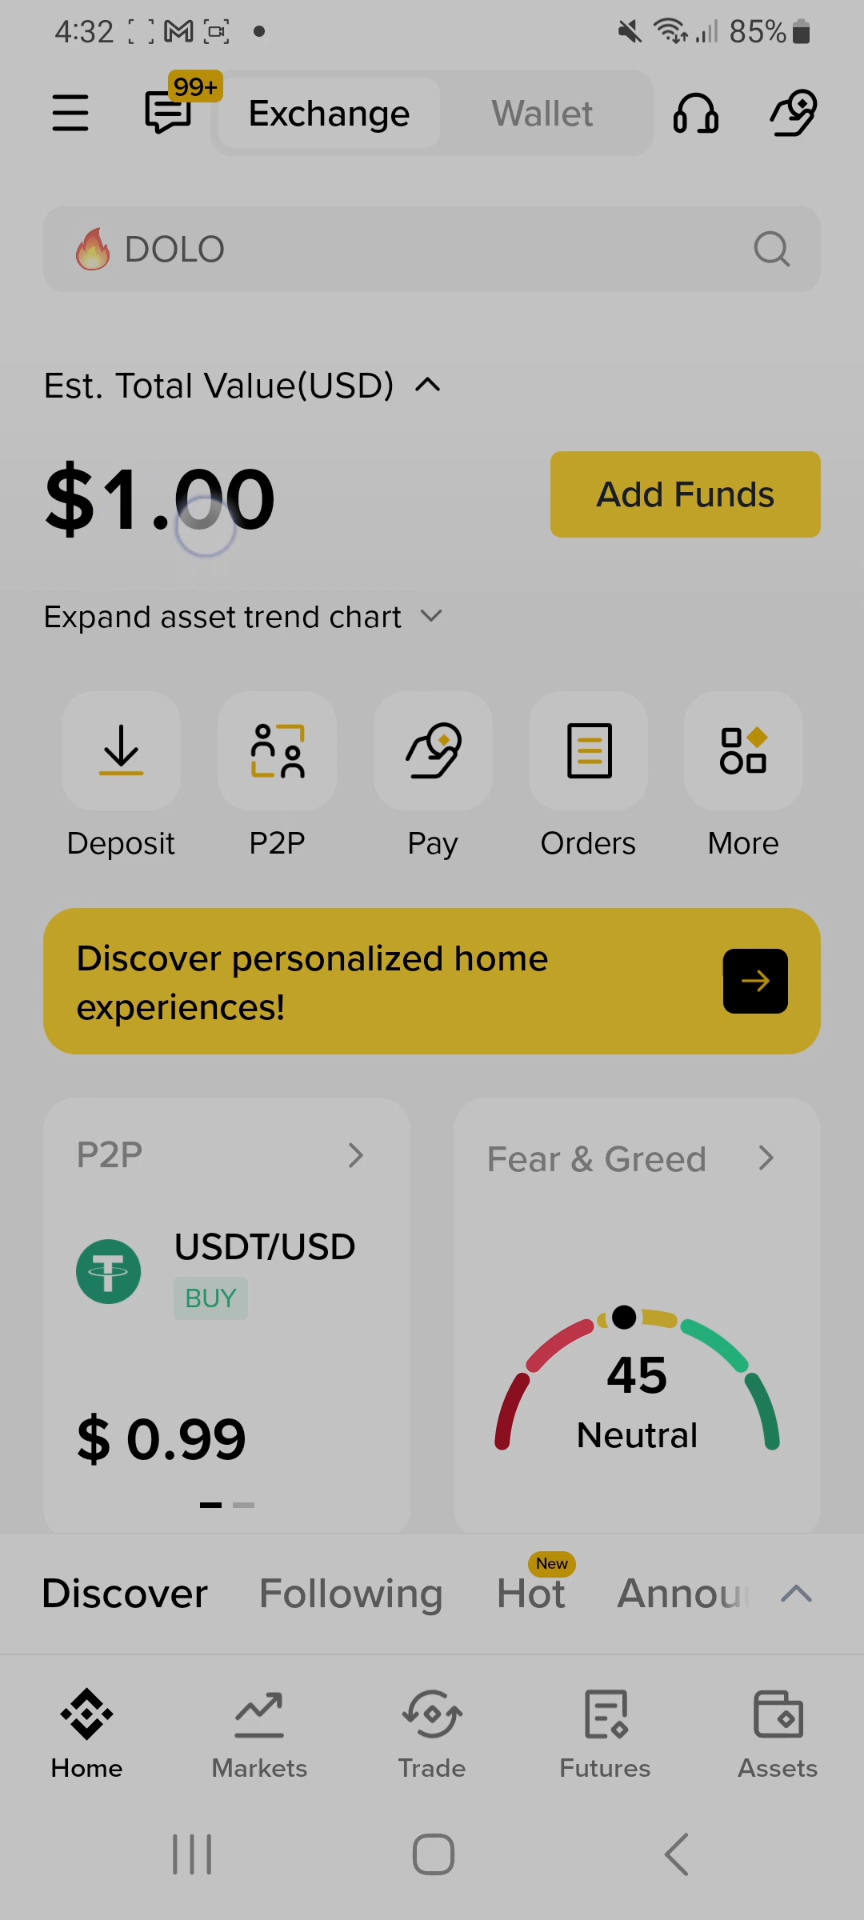 4:32
85%
99+
Exchange
Wallet
DOLO
Est. Total Value(USD)
$1.00
Add Funds
Expand asset trend chart
Deposit
P2P
Pay
Orders
More
Discover personalized home
experiences!
P2P
USDT/USD
BUY
$ 0.99
Fear & Greed
45
Neutral
New
Discover
Following
Hot
Annou
Home
Markets
Trade
Futures
Assets